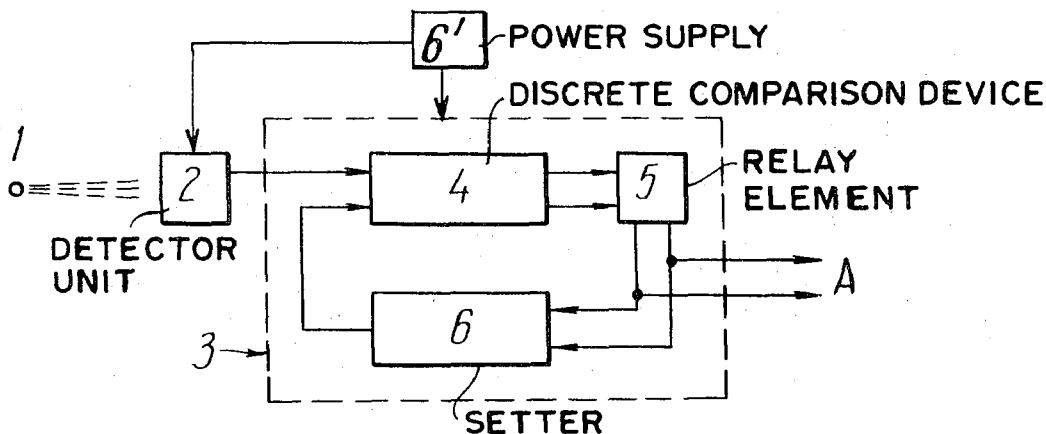 6'
POWER SUPPLY
DISCRETE COMPARISON DEVICE
1
2
4
5
RELAY
ELEMENT
DETECTOR
UNIT
A
6
3
SETTER